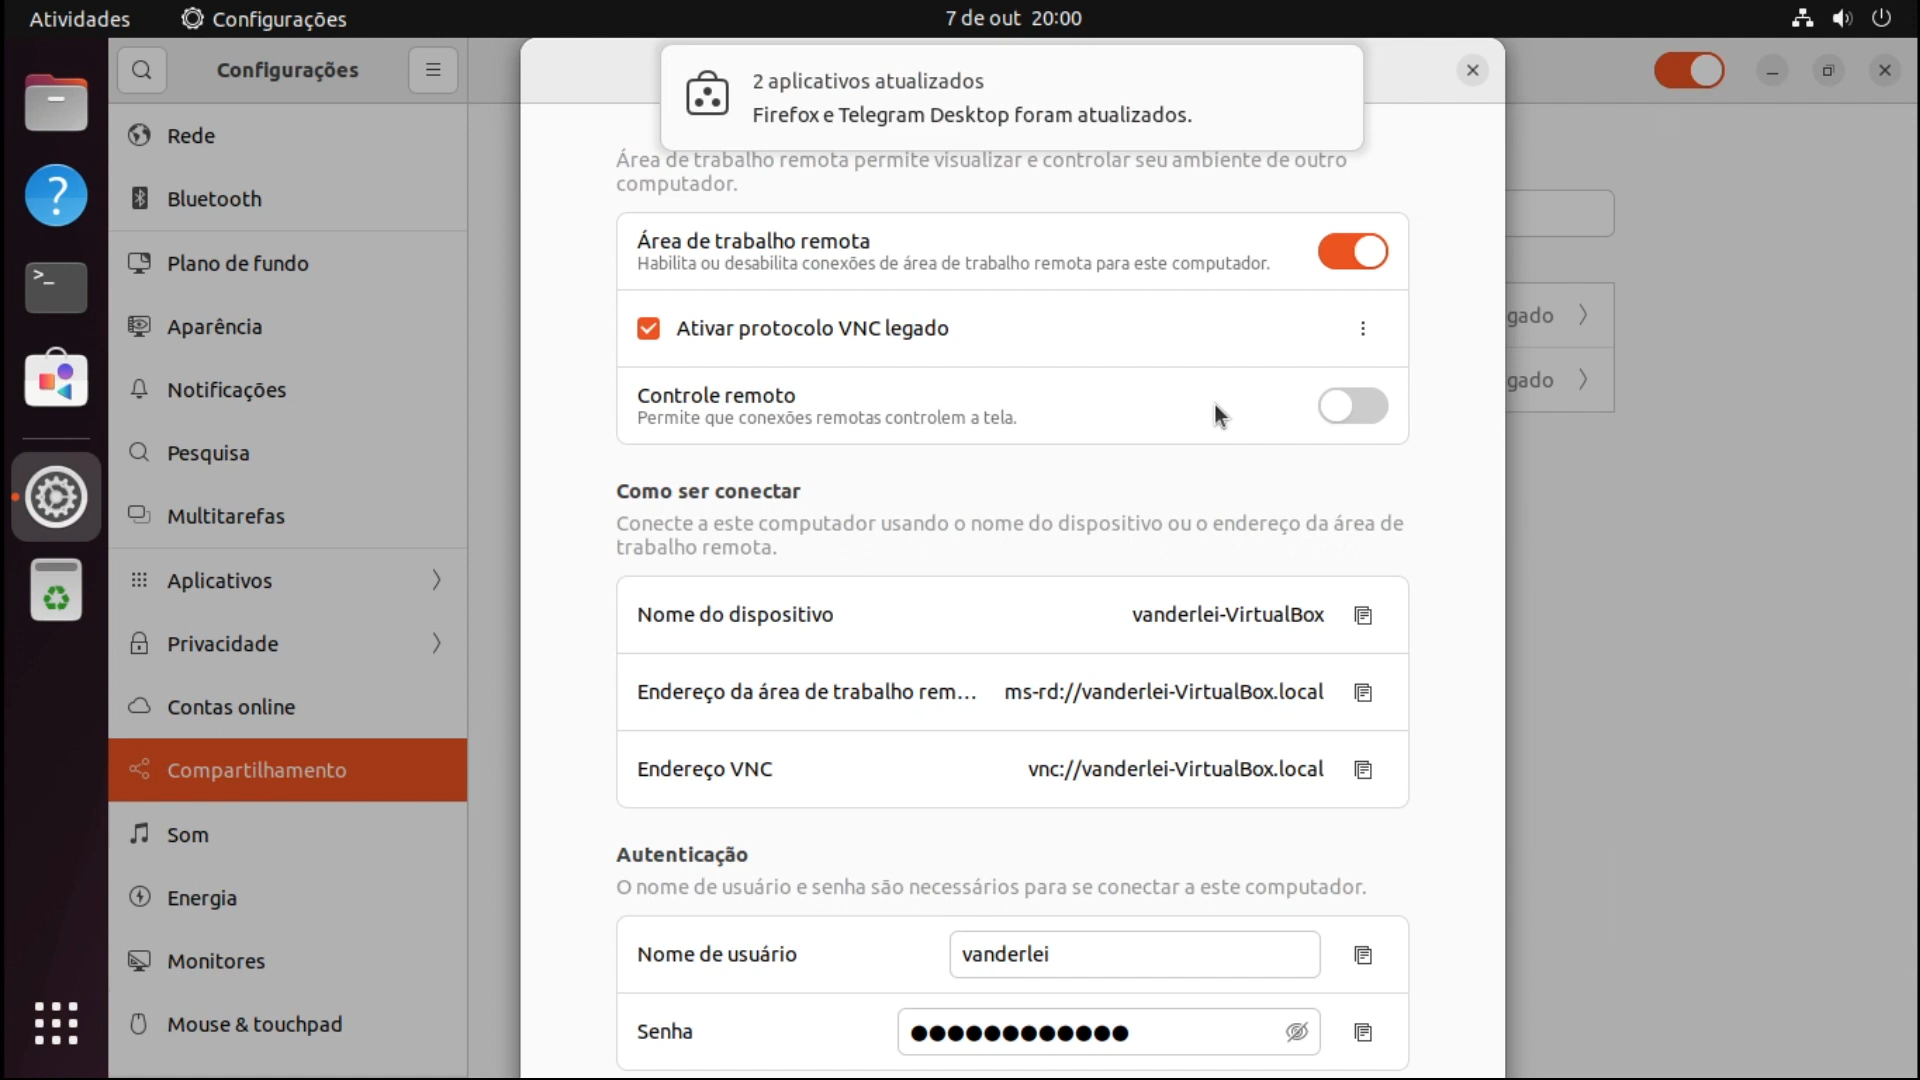 Atividades
Configurações
7 de out 20:00
Configurações
Rede
Bluetooth
Plano de fundo
Aparência
Notificações
Pesquisa
Multitarefas
Aplicativos
Privacidade
Contas online
Compartilhamento
Som
Energia
Monitores
Mouse & touchpad
2 aplicativos atualizados
Firefox e Telegram Desktop foram atualizados.
Área de trabalho remota permite visualizar e controlar seu ambiente de outro
computador.
Área de trabalho remota
Habilita ou desabilita conexões de área de trabalho remota para este computador.
Ativar protocolo VNC legado
Controle remoto
Permite que conexões remotas controlem a tela.
Como ser conectar
Conecte a este computador usando o nome do dispositivo ou o endereço da área de
trabalho remota.
Nome do dispositivo vanderlei-VirtualBox
Endereço da área de trabalho rem... ms-rd://vanderlei-VirtualBox.local
Endereço VNC vnc://vanderlei-VirtualBox.local
Autenticação
O nome de usuário e senha são necessários para se conectar a este computador.
Nome de usuário vanderlei
Senha ●●●●●●●●●●●●
gado
gado